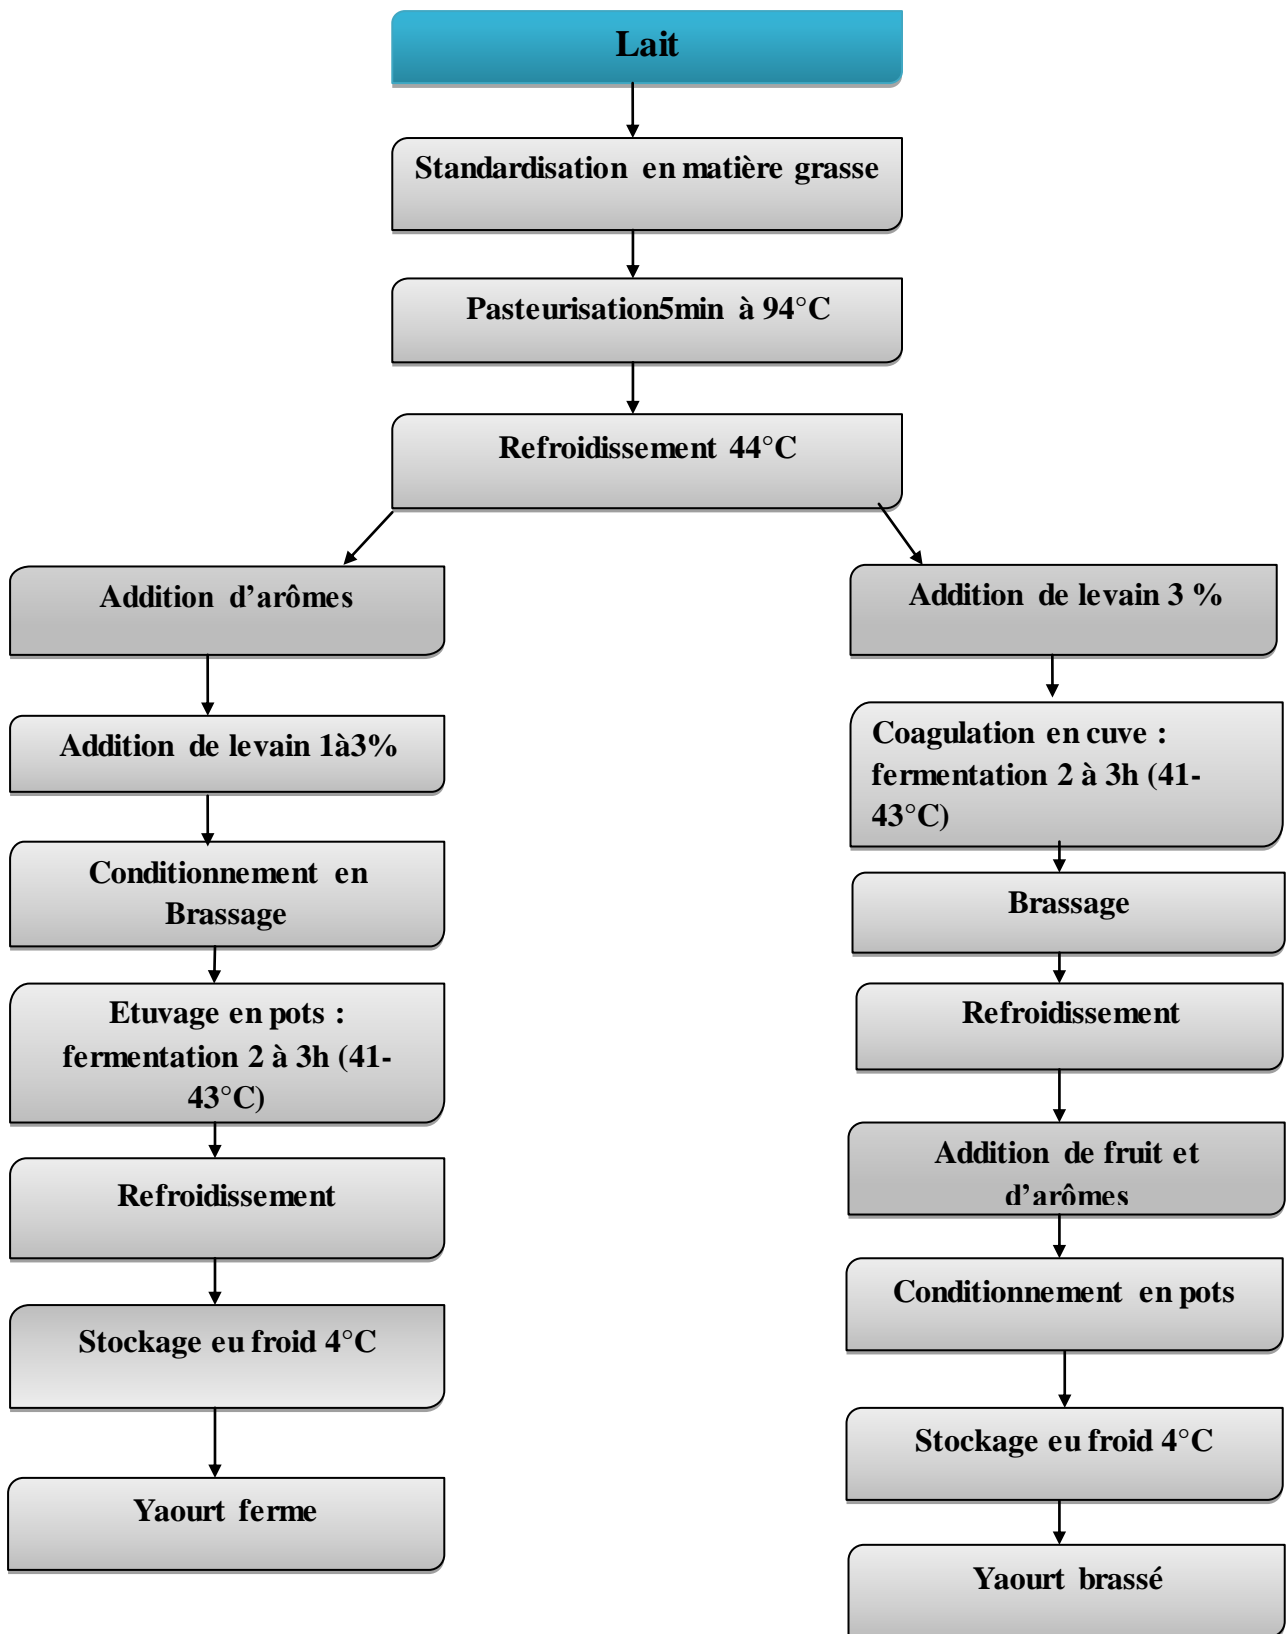 Lait
Standardisation en matière grasse
Pasteurisation5min à 94°C
Refroidissement 44°C
Addition d’arômes
Addition de levain 1à3%
Conditionnement en
Brassage
Etuvage en pots :
fermentation 2 à 3h (41-
43°C)
Refroidissement
Stockage eu froid 4°C
Yaourt ferme
Addition de levain 3 %
Coagulation en cuve :
fermentation 2 à 3h (41-
43°C)
Brassage
Refroidissement
Addition de fruit et
d’arômes
Conditionnement en pots
Stockage eu froid 4°C
Yaourt brassé